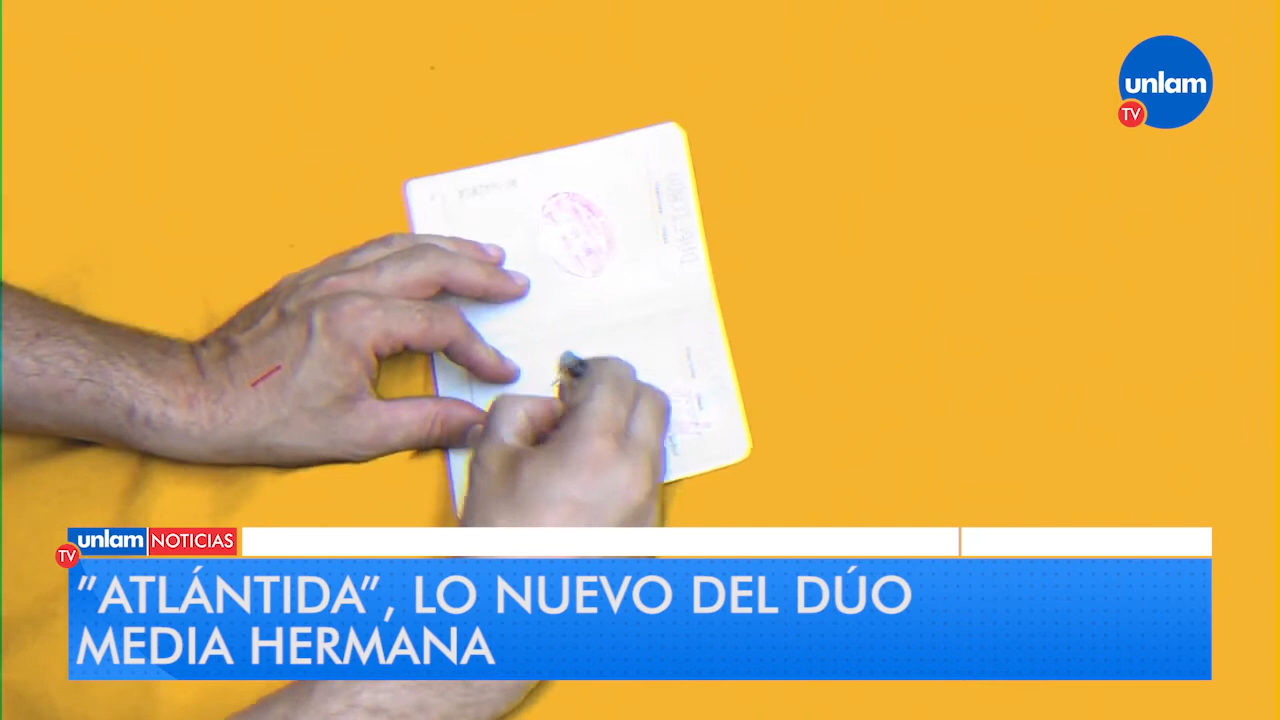 unlam
TV
unlam NOTICIAS
TV
"ATLÁNTIDA", LO NUEVO DEL DÚO
MEDIA HERMANA